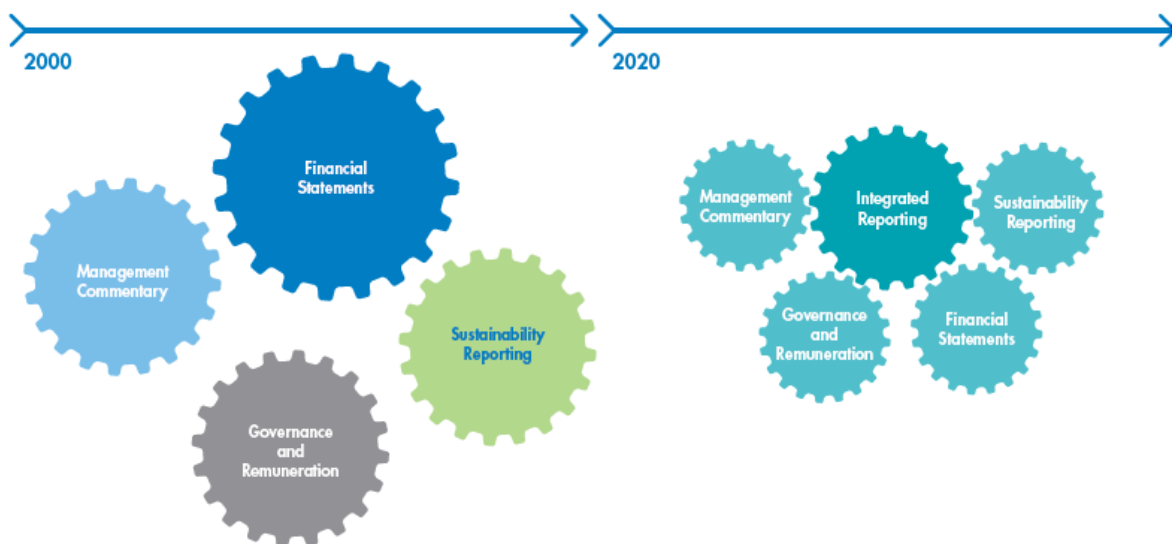 2000
2020
Financial
Statements
Management
Commentary
Sustainability
Reporting
Governance
and
Remuneration
Management
Commentary
Integrated
Reporting
Sustainability
Reporting
Governance
and
Remuneration
Financial
Statements